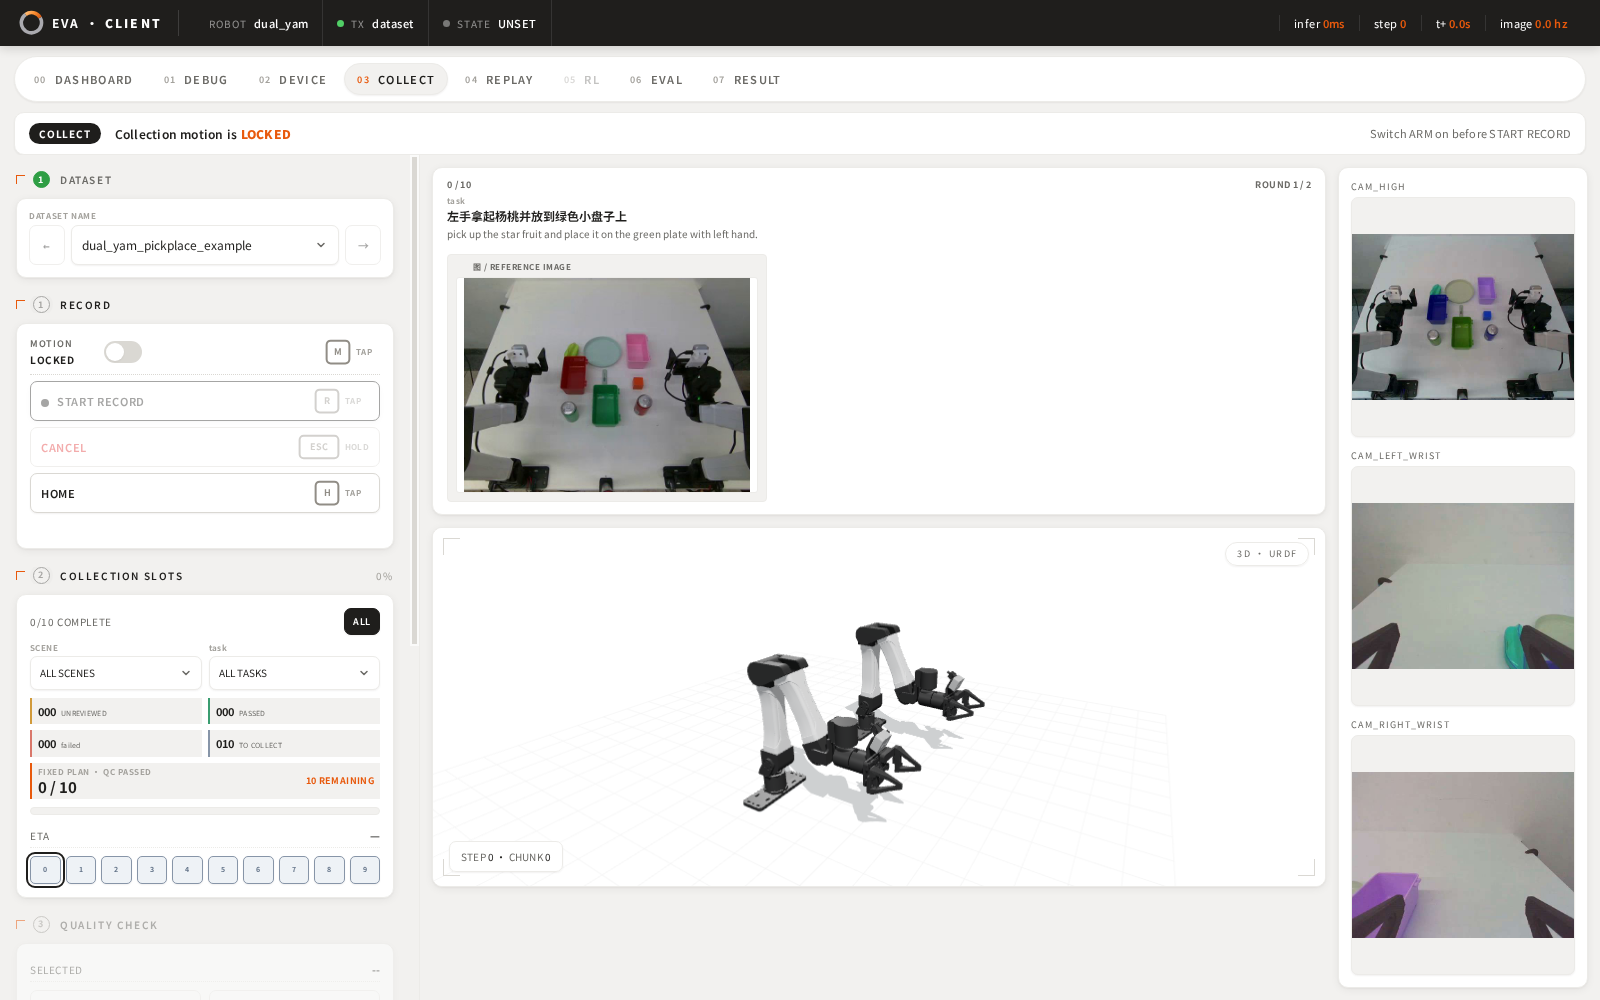 EVA • CLIENT
ROBOT dual_yam
TX dataset
STATE UNSET
infer 0ms
step 0
t+ 0.0s
image 0.0 hz
00 DASHBOARD
01 DEBUG
02 DEVICE
03 COLLECT
04 REPLAY
05 RL
06 EVAL
07 RESULT
COLLECT
Collection motion is LOCKED
Switch ARM on before START RECORD
1 DATASET
DATASET NAME
←
dual_yam_pickplace_example
→
1 RECORD
MOTION
LOCKED
M TAP
START RECORD
R TAP
CANCEL
ESC HOLD
HOME
H TAP
2 COLLECTION SLOTS
0%
0/10 COMPLETE
ALL
SCENE
task
ALL SCENES
ALL TASKS
000 UNREVIEWED
000 PASSED
000 failed
010 TO COLLECT
FIXED PLAN • QC PASSED
0 / 10
10 REMAINING
ETA
—
0 1 2 3 4 5 6 7 8 9
3 QUALITY CHECK
SELECTED
--
0 / 10
ROUND 1 / 2
task
左手拿起杨桃并放到绿色小盘子上
pick up the star fruit and place it on the green plate with left hand.
图 / REFERENCE IMAGE
3D • URDF
STEP 0 • CHUNK 0
CAM_HIGH
CAM_LEFT_WRIST
CAM_RIGHT_WRIST